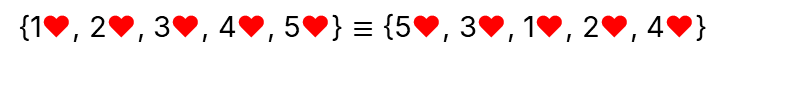 {1♥, 2♥, 3♥, 4♥, 5♥} ≡ {5♥, 3♥, 1♥, 2♥, 4♥}